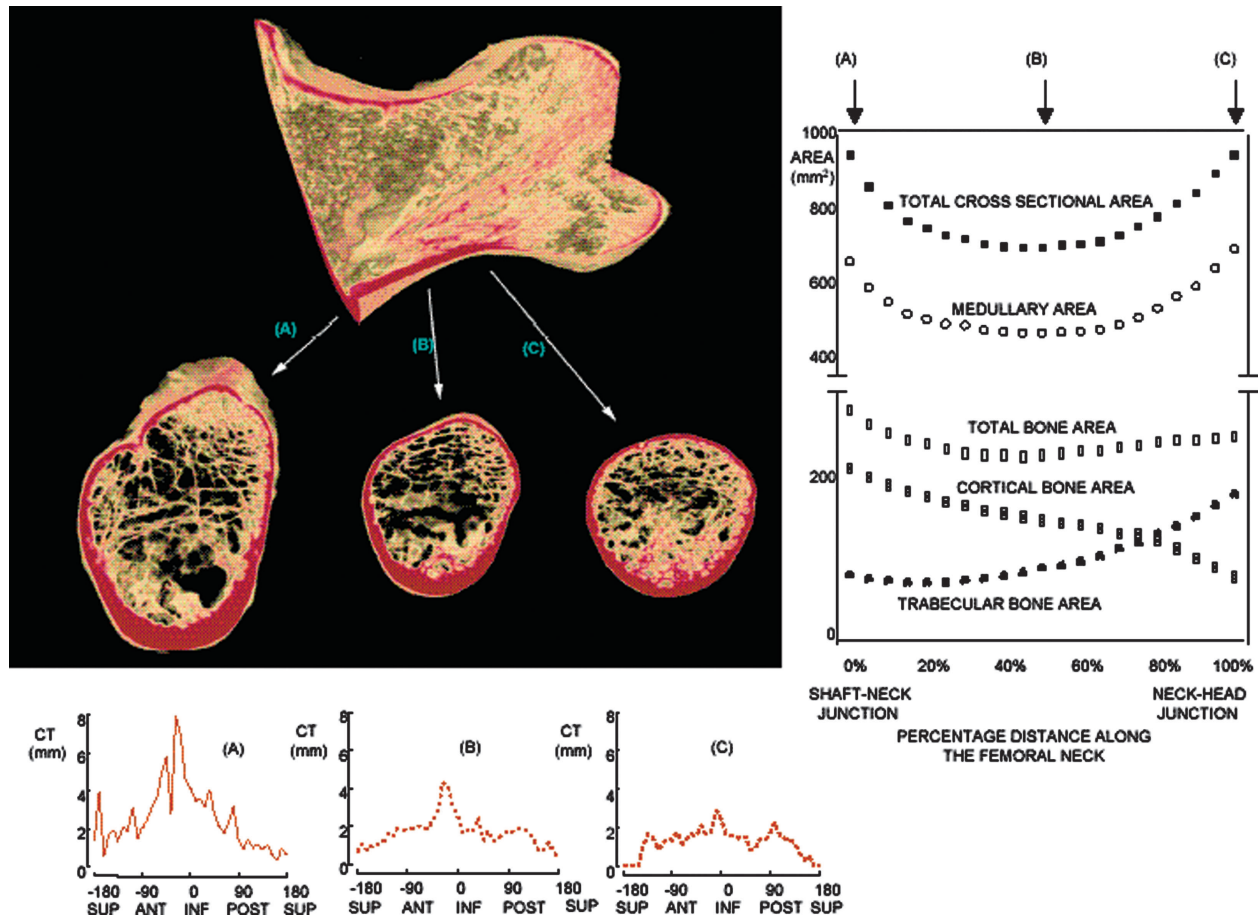 (A)
(B)
(C)
(A) (B) (C)
1000
AREA
(mm²)
TOTAL CROSS SECTIONAL AREA
800
600
MEDULLARY AREA
400
TOTAL BONE AREA
200
CORTICAL BONE AREA
TRABECULAR BONE AREA
0
0% 20% 40% 60% 80% 100%
SHAFT-NECK
JUNCTION
NECK-HEAD
JUNCTION
PERCENTAGE DISTANCE ALONG
THE FEMORAL NECK
8
CT
(mm)
6
4
2
0
(A)
-180 -90 0 90 180
SUP ANT INF POST SUP
8
CT
(mm)
6
4
2
0
(B)
-180 -90 0 90 180
ANT INF POST SUP
8
CT
(mm)
6
4
2
0
(C)
-180 -90 0 90 180
SUP ANT INF POST SUP